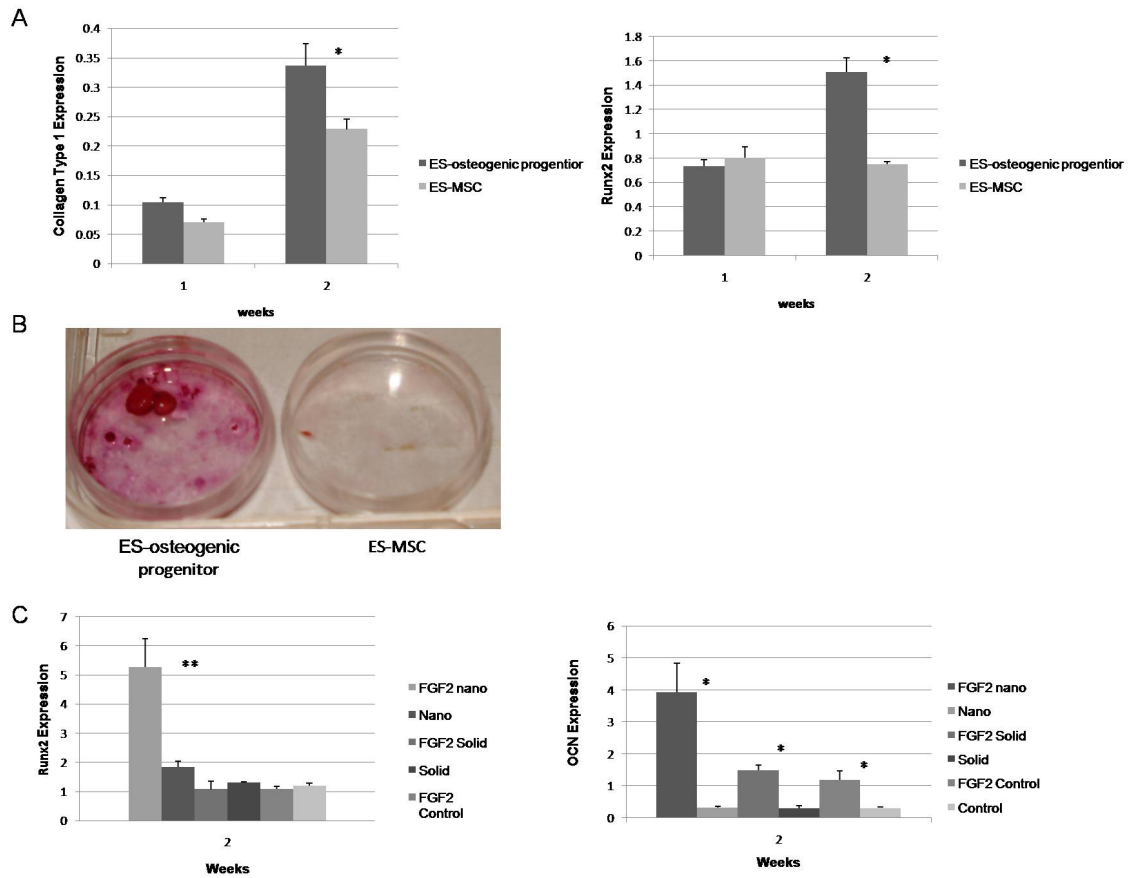 A
Collagen Type 1 Expression
0.4
0.35
0.3
0.25
0.2
0.15
0.1
0.05
0
*
1
2
weeks
ES-osteogenic progentior
ES-MSC
Runx2 Expression
1.8
1.6
1.4
1.2
1
0.8
0.6
0.4
0.2
0
*
1
2
weeks
ES-osteogenic progentior
ES-MSC
B
ES-osteogenic
progenitor
ES-MSC
C
Runx2 Expression
7
6
5
4
3
2
1
0
**
2
Weeks
FGF2 nano
Nano
FGF2 Solid
Solid
FGF2
Control
OCN Expression
6
5
4
3
2
1
0
*
*
*
2
Weeks
FGF2 nano
Nano
FGF2 Solid
Solid
FGF2 Control
Control